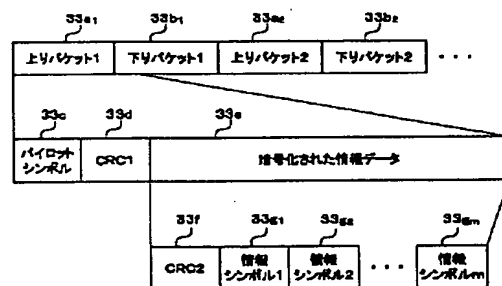 33a1 33b1 33a2 33b2
上りパケット1 下りパケット1 上りパケット2 下りパケット2 ・・・
33c 33d 33e
パイロットシンボル CRC1 暗号化された情報データ
33f 33g1 33g2 33gm
CRC2 情報シンボル1 情報シンボル2 ・・・ 情報シンボルm